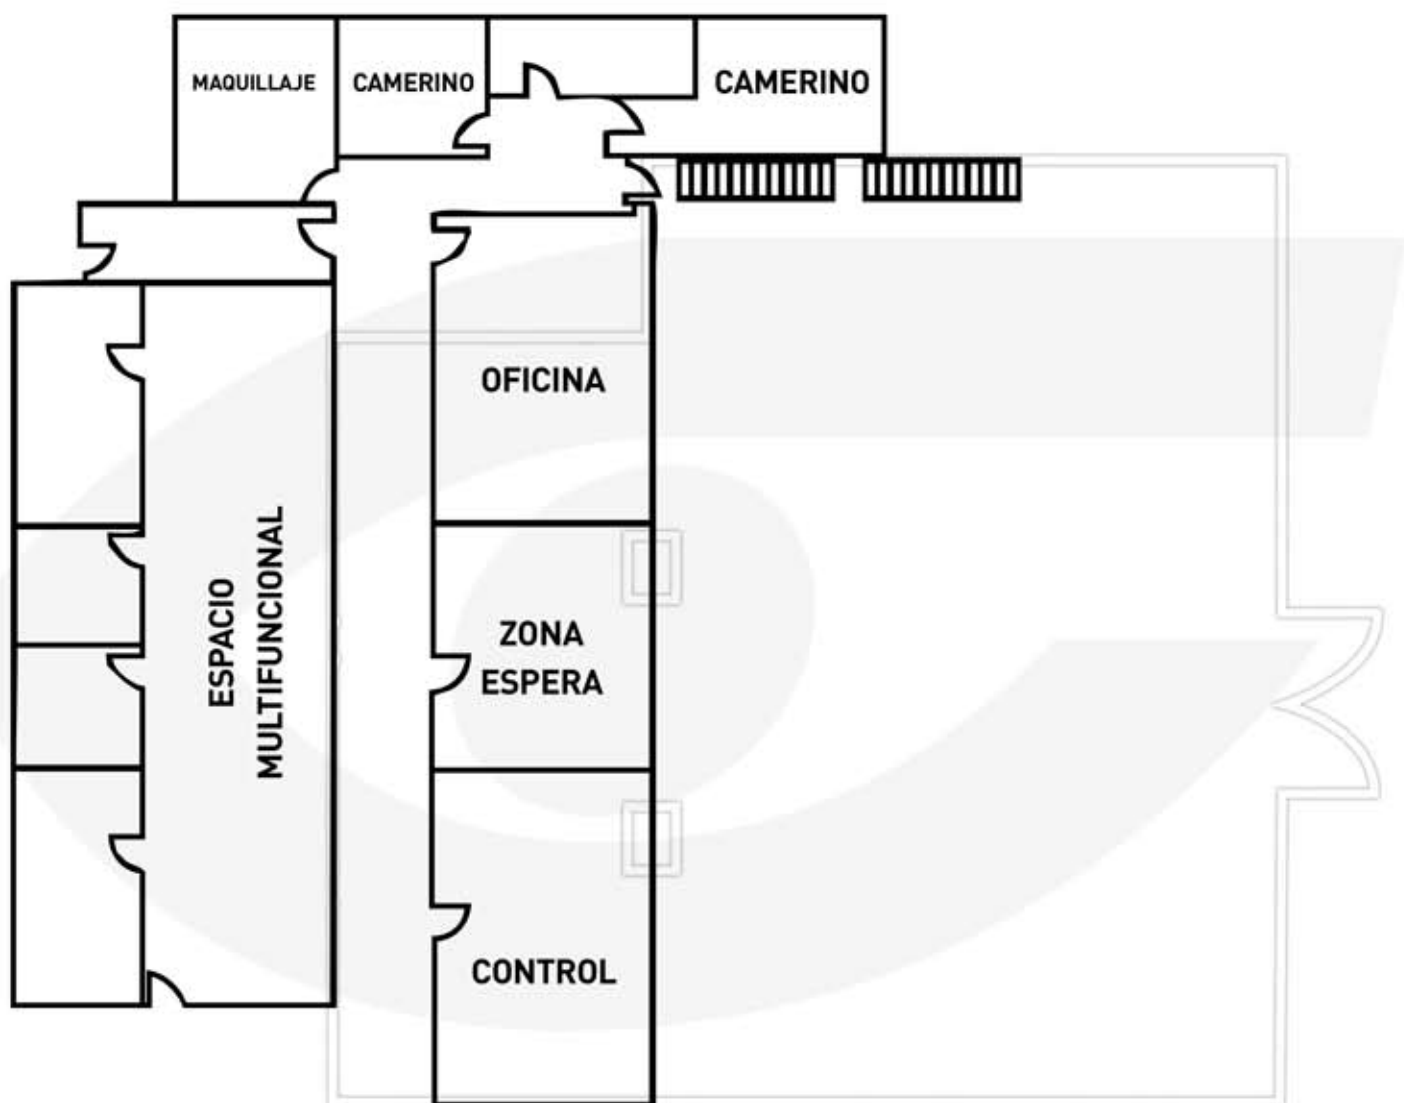 MAQUILLAJE
CAMERINO
CAMERINO
OFICINA
ESPACIO
MULTIFUNCIONAL
ZONA
ESPERA
CONTROL